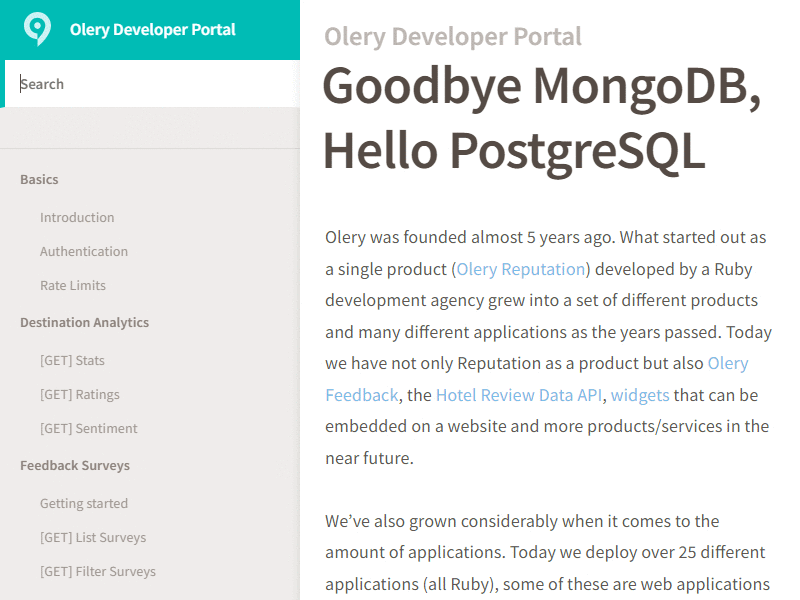 Olery Developer Portal
Search
Basics
Introduction
Authentication
Rate Limits
Destination Analytics
[GET] Stats
[GET] Ratings
[GET] Sentiment
Feedback Surveys
Getting started
[GET] List Surveys
[GET] Filter Surveys
Olery Developer Portal
Goodbye MongoDB,
Hello PostgreSQL
Olery was founded almost 5 years ago. What started out as
a single product (Olery Reputation) developed by a Ruby
development agency grew into a set of different products
and many different applications as the years passed. Today
we have not only Reputation as a product but also Olery
Feedback, the Hotel Review Data API, widgets that can be
embedded on a website and more products/services in the
near future.
We’ve also grown considerably when it comes to the
amount of applications. Today we deploy over 25 different
applications (all Ruby), some of these are web applications